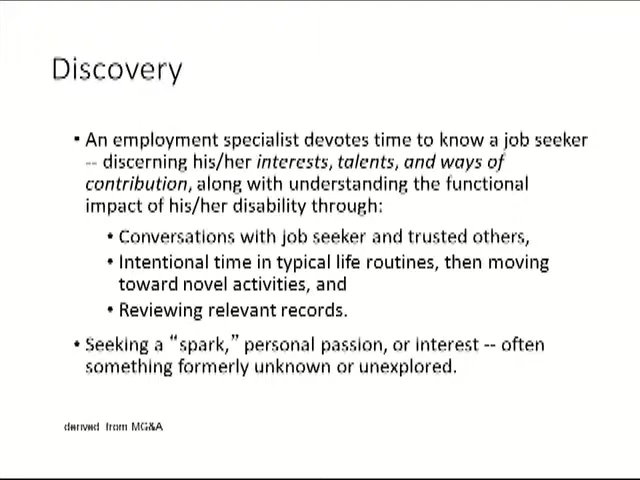 Discovery
• An employment specialist devotes time to know a job seeker
-- discerning his/her interests, talents, and ways of
contribution, along with understanding the functional
impact of his/her disability through:
• Conversations with job seeker and trusted others,
• Intentional time in typical life routines, then moving
toward novel activities, and
• Reviewing relevant records.
• Seeking a “spark,” personal passion, or interest -- often
something formerly unknown or unexplored.
derived from MG&A